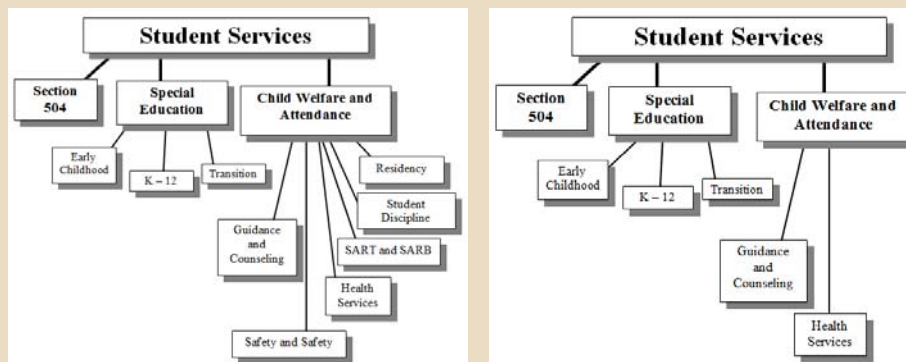 Student Services
Section
504
Special
Education
Child Welfare and
Attendance
Early
Childhood
K – 12
Transition
Residency
Student
Discipline
Guidance
and
Counseling
SART and SARB
Health
Services
Safety and Safety
Student Services
Section
504
Special
Education
Child Welfare and
Attendance
Early
Childhood
K – 12
Transition
Guidance
and
Counseling
Health
Services